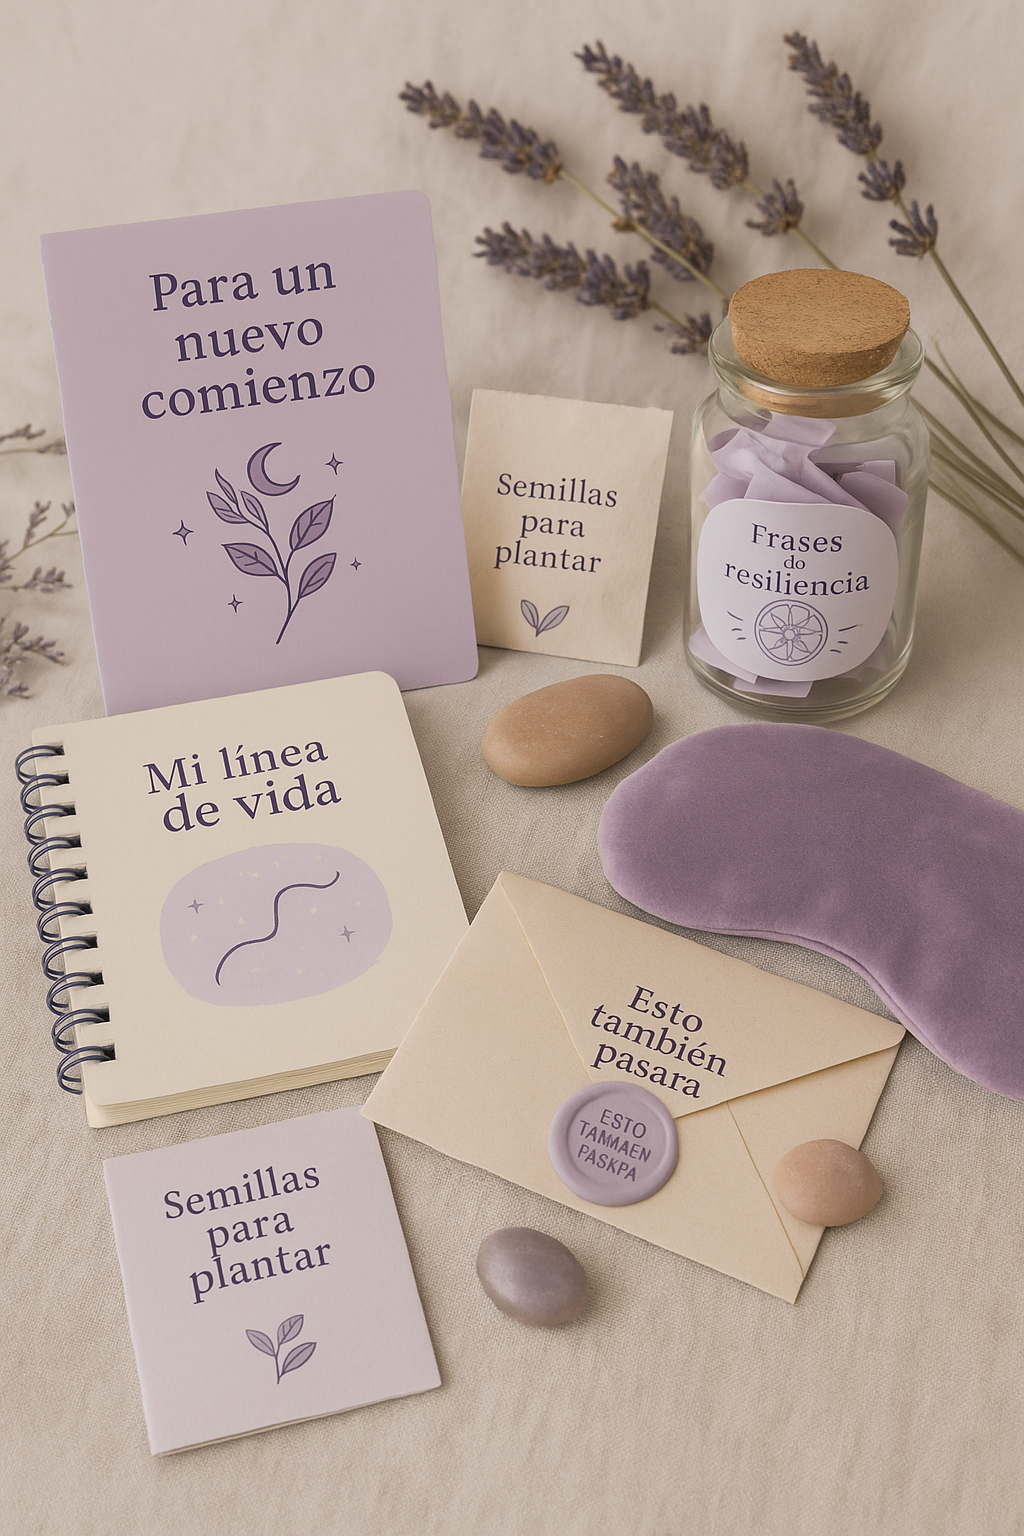 Para un
nuevo
comienzo
Semillas
para
plantar
Frases
do
resiliencia
Mi línea
de vida
Esto
también
pasara
ESTO
TAMMAEN
PASKPA
Semillas
para
plantar